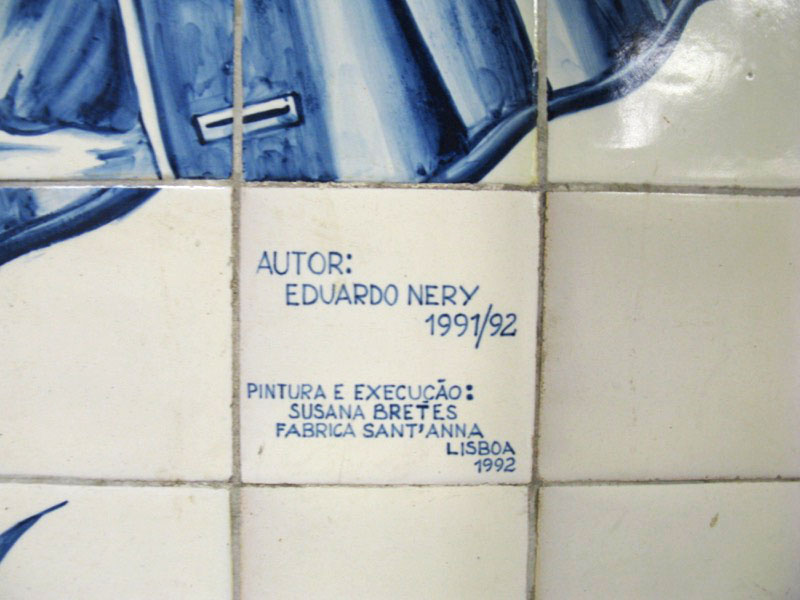 AUTOR:
EDUARDO NERY
1991/92
PINTURA E EXECUÇÃO:
SUSANA BRETES
FABRICA SANT'ANNA
LISBOA
1992